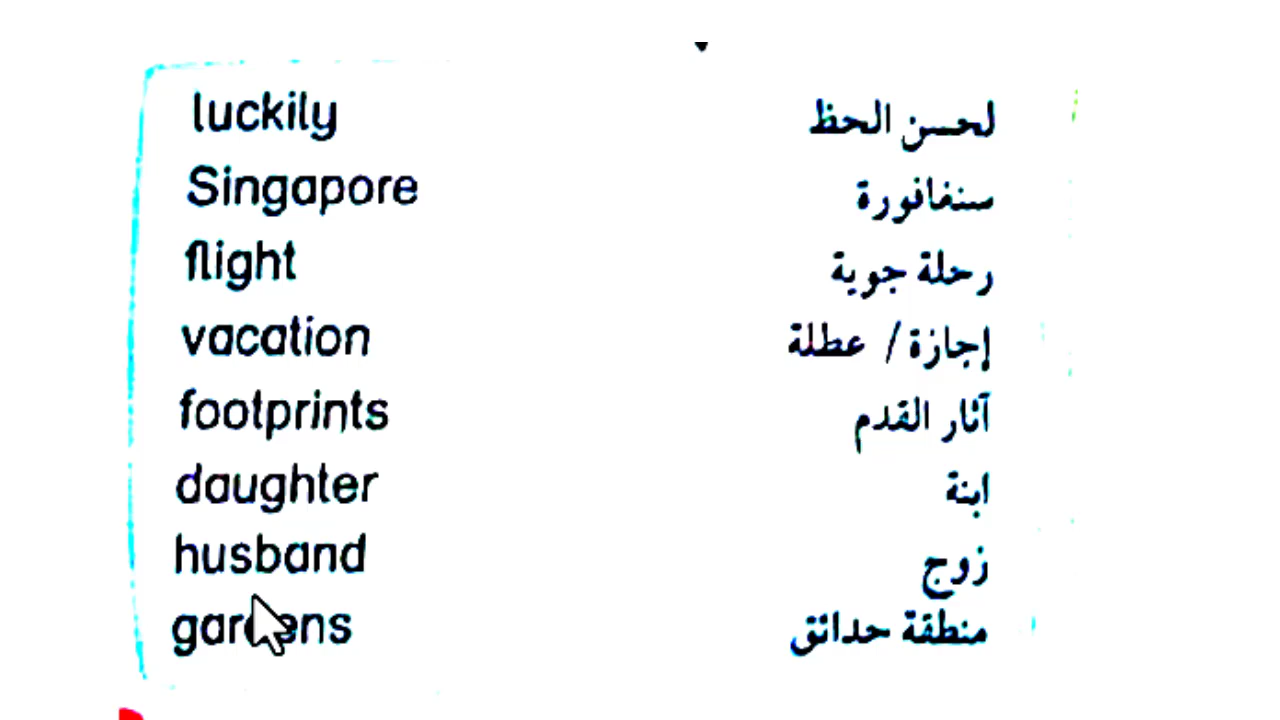 luckily لحسن الحظ
Singapore سنغافورة
flight رحلة جوية
vacation إجازة / عطلة
footprints آثار القدم
daughter ابنة
husband زوج
gardens منطقة حدائق